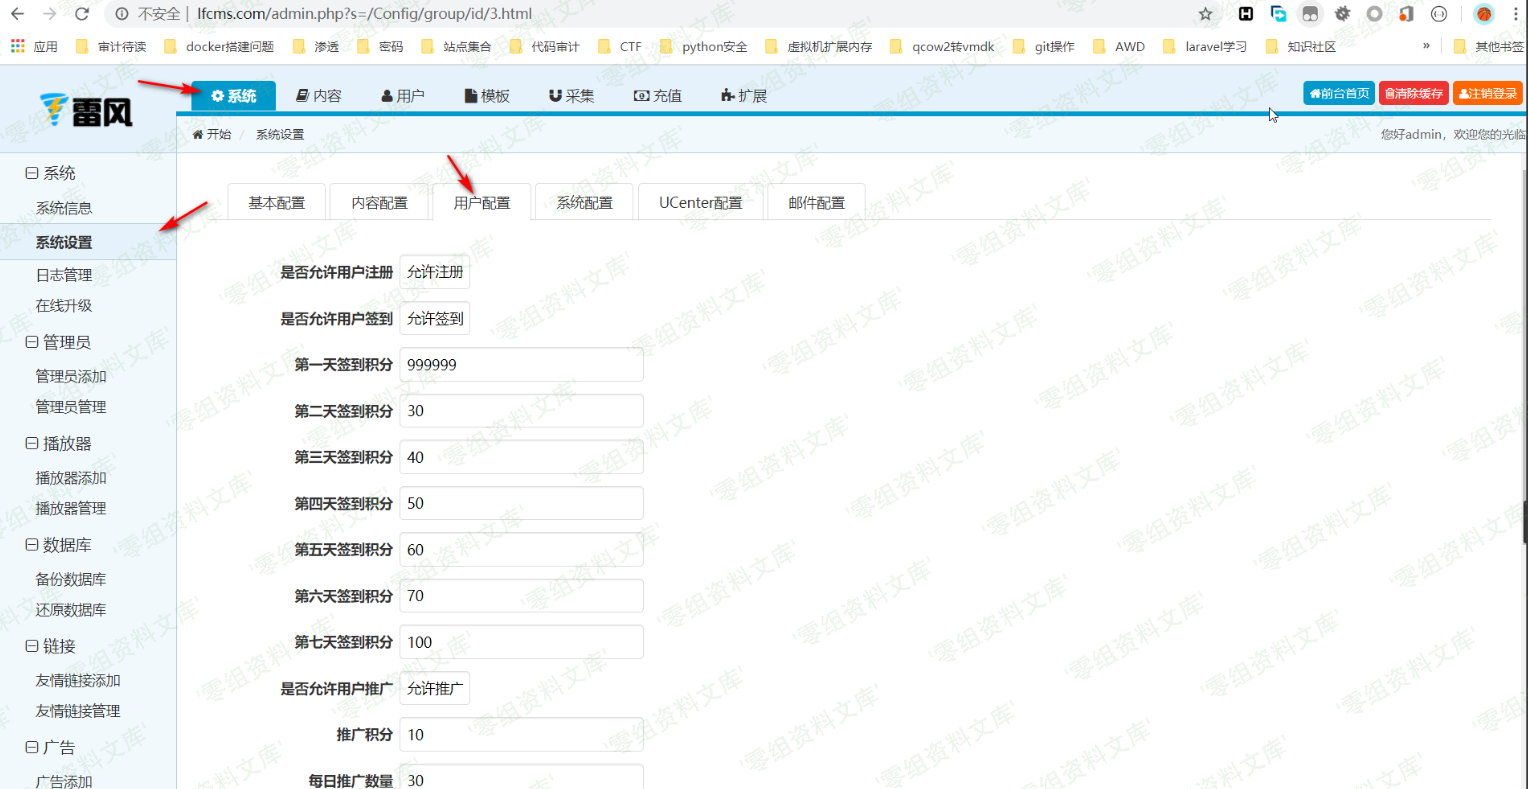 不安全 | lfcms.com/admin.php?s=/Config/group/id/3.html
应用 审计待读 docker搭建问题 渗透 密码 站点集合 代码审计 CTF python安全 虚拟机扩展内存 qcow2转vmdk git操作 AWD laravel学习 知识社区 » 其他书签
雷风
系统 内容 用户 模板 采集 充值 扩展
前台首页 清除缓存 注销登录
开始 / 系统设置
您好admin，欢迎您的光临
系统
系统信息
系统设置
日志管理
在线升级
管理员
管理员添加
管理员管理
播放器
播放器添加
播放器管理
数据库
备份数据库
还原数据库
链接
友情链接添加
友情链接管理
广告
广告添加
基本配置 内容配置 用户配置 系统配置 UCenter配置 邮件配置
是否允许用户注册 允许注册
是否允许用户签到 允许签到
第一天签到积分 999999
第二天签到积分 30
第三天签到积分 40
第四天签到积分 50
第五天签到积分 60
第六天签到积分 70
第七天签到积分 100
是否允许用户推广 允许推广
推广积分 10
每日推广数量 30
'零组资料文库'